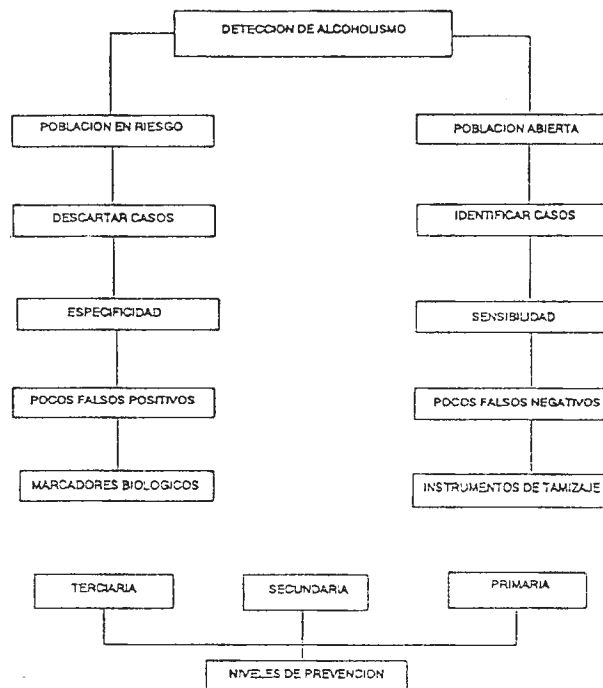 DETECCION DE ALCOHOLISMO
POBLACION EN RIESGO
POBLACION ABIERTA
DESCARTAR CASOS
IDENTIFICAR CASOS
ESPECIFICIDAD
SENSIBILIDAD
POCOS FALSOS POSITIVOS
POCOS FALSOS NEGATIVOS
MARCADORES BIOLOGICOS
INSTRUMENTOS DE TAMIZAJE
TERCIARIA
SECUNDARIA
PRIMARIA
NIVELES DE PREVENCION